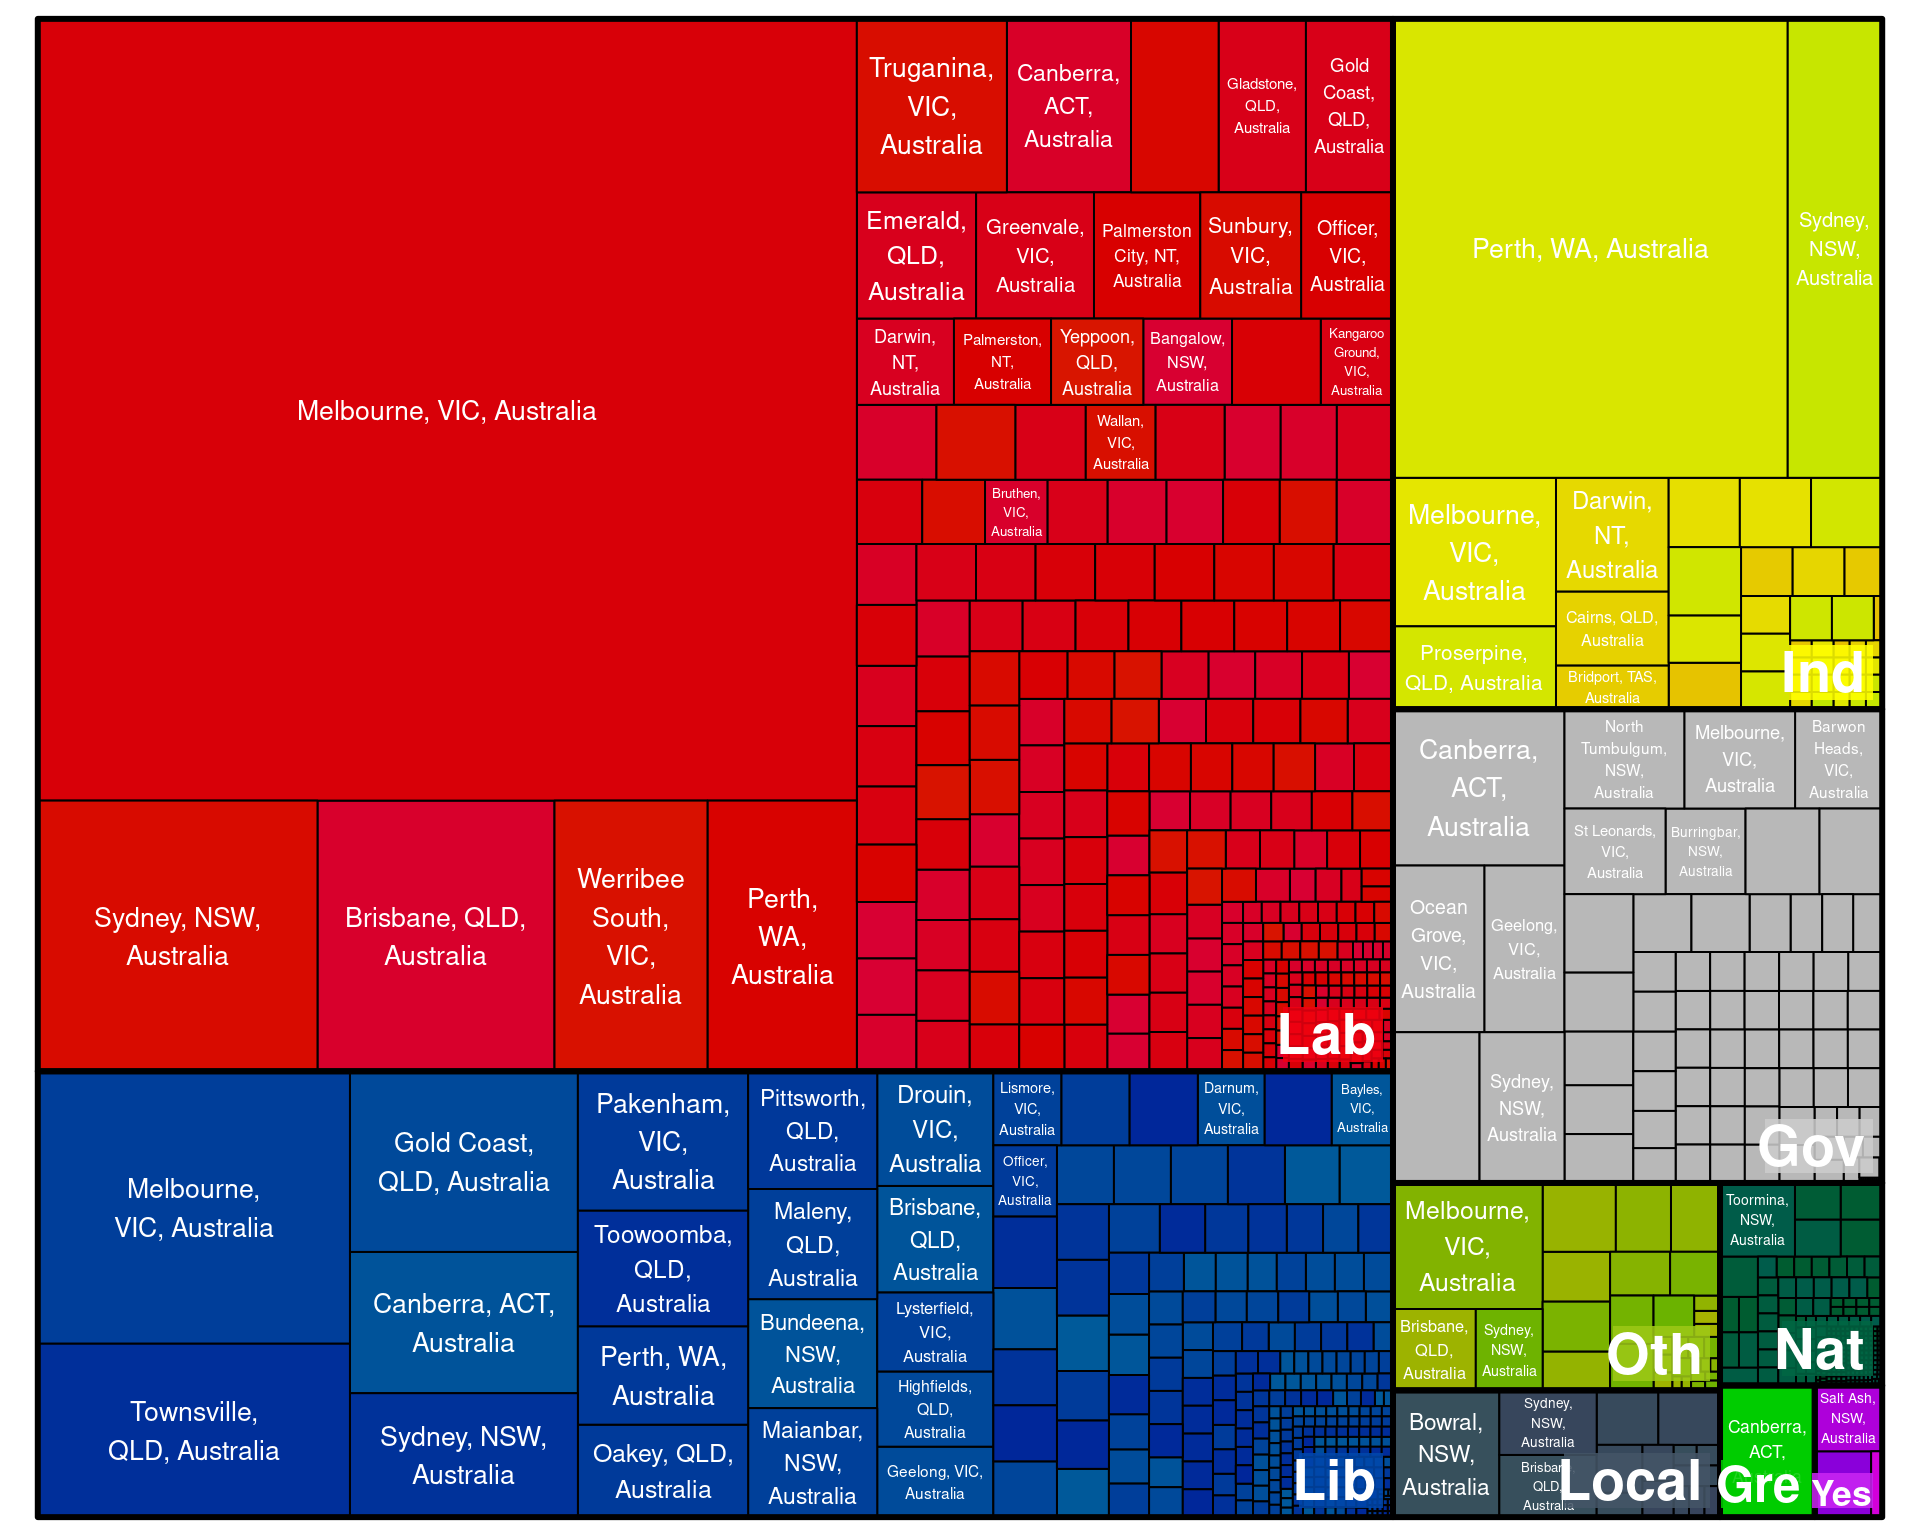 Melbourne, VIC, Australia
Sydney, NSW,
Australia
Brisbane, QLD,
Australia
Werribee
South,
VIC,
Australia
Perth,
WA,
Australia
Truganina,
VIC,
Australia
Canberra,
ACT,
Australia
Gladstone,
QLD,
Australia
Gold
Coast,
QLD,
Australia
Emerald,
QLD,
Australia
Greenvale,
VIC,
Australia
Palmerston
City, NT,
Australia
Sunbury,
VIC,
Australia
Officer,
VIC,
Australia
Darwin,
NT,
Australia
Palmerston,
NT,
Australia
Yeppoon,
QLD,
Australia
Bangalow,
NSW,
Australia
Kangaroo
Ground,
VIC,
Australia
Wallan,
VIC,
Australia
Bruthen,
VIC,
Australia
Lab
Perth, WA, Australia
Sydney,
NSW,
Australia
Melbourne,
VIC,
Australia
Darwin,
NT,
Australia
Cairns, QLD,
Australia
Proserpine,
QLD, Australia
Bridport, TAS,
Australia
Ind
Canberra,
ACT,
Australia
North
Tumbulgum,
NSW,
Australia
Melbourne,
VIC,
Australia
Barwon
Heads,
VIC,
Australia
St Leonards,
VIC,
Australia
Burringbar,
NSW,
Australia
Ocean
Grove,
VIC,
Australia
Geelong,
VIC,
Australia
Sydney,
NSW,
Australia
Gov
Melbourne,
VIC, Australia
Townsville,
QLD, Australia
Gold Coast,
QLD, Australia
Canberra, ACT,
Australia
Sydney, NSW,
Australia
Pakenham,
VIC,
Australia
Toowoomba,
QLD,
Australia
Perth, WA,
Australia
Oakey, QLD,
Australia
Pittsworth,
QLD,
Australia
Maleny,
QLD,
Australia
Bundeena,
NSW,
Australia
Maianbar,
NSW,
Australia
Drouin,
VIC,
Australia
Brisbane,
QLD,
Australia
Lysterfield,
VIC,
Australia
Highfields,
QLD,
Australia
Geelong, VIC,
Australia
Lismore,
VIC,
Australia
Darnum,
VIC,
Australia
Bayles,
VIC,
Australia
Officer,
VIC,
Australia
Lib
Melbourne,
VIC,
Australia
Brisbane,
QLD,
Australia
Sydney,
NSW,
Australia
Oth
Toormina,
NSW,
Australia
Nat
Bowral,
NSW,
Australia
Sydney,
NSW,
Australia
Brisbane,
QLD,
Australia
Local
Canberra,
ACT,
Gre
Salt Ash,
NSW,
Australia
Yes